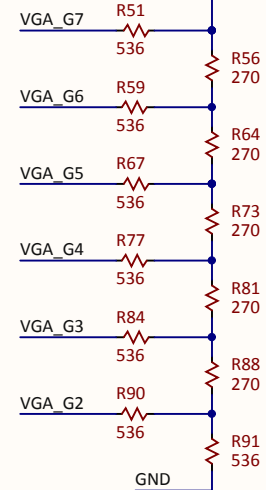 R51
VGA_G7
536
R56
270
R59
VGA_G6
536
R64
270
R67
VGA_G5
536
R73
270
R77
VGA_G4
536
R81
270
R84
VGA_G3
536
R88
270
R90
VGA_G2
536
R91
536
GND